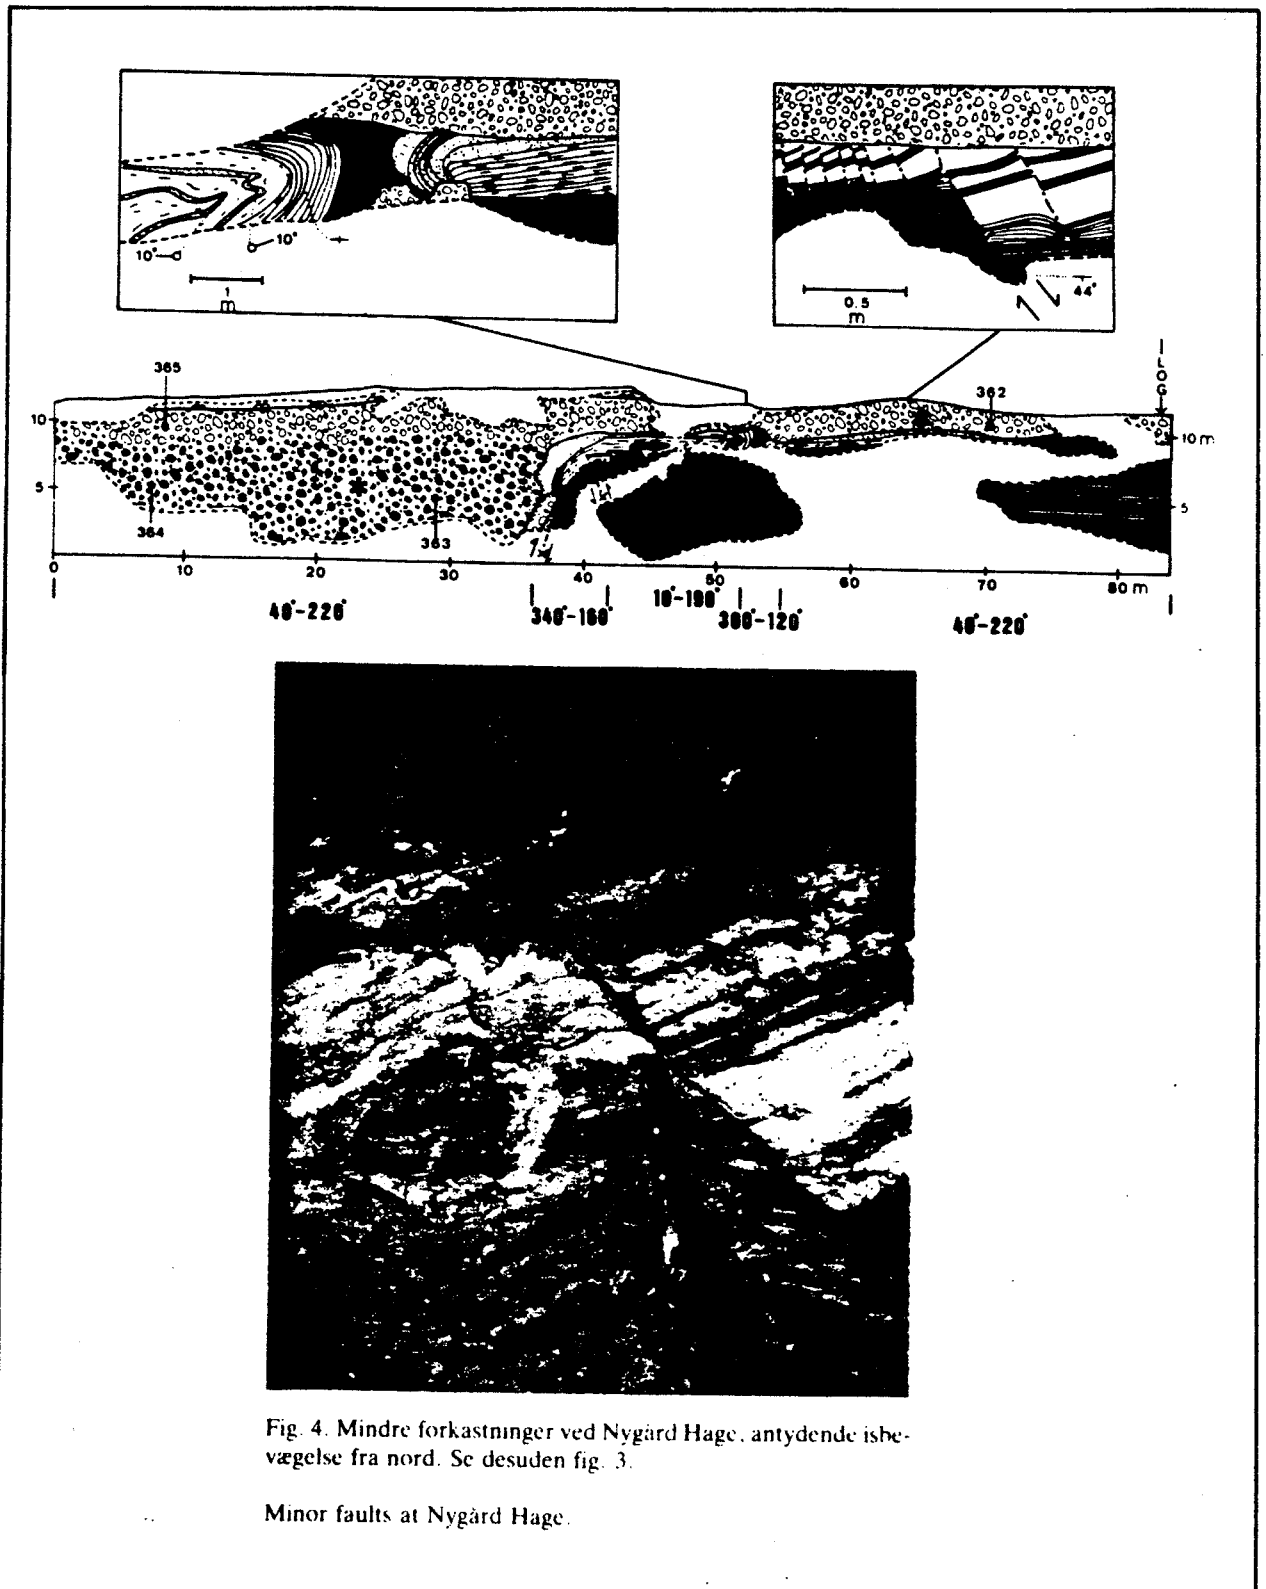 10° 10°
1
m
0.5
m
44°
365
362
LOG
10
10 m
5
5
364
363
0 10 20 30 40 50 60 70 80 m
40°-220° 340°-160° 10°-190° 300°-120° 40°-220°
Fig. 4. Mindre forkastninger ved Nygård Hage, antydende isbe-
vægelse fra nord. Se desuden fig. 3.
Minor faults at Nygård Hage.